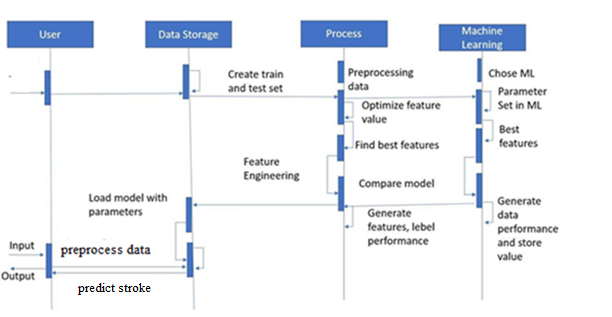 User
Data Storage
Process
Machine
Learning
Create train
and test set
Preprocessing
data
Chose ML
Parameter
Set in ML
Optimize feature
value
Best
features
Find best features
Feature
Engineering
Compare model
Load model with
parameters
Generate
features, lebel
performance
Generate
data
performance
and store
value
Input
preprocess data
Output
predict stroke